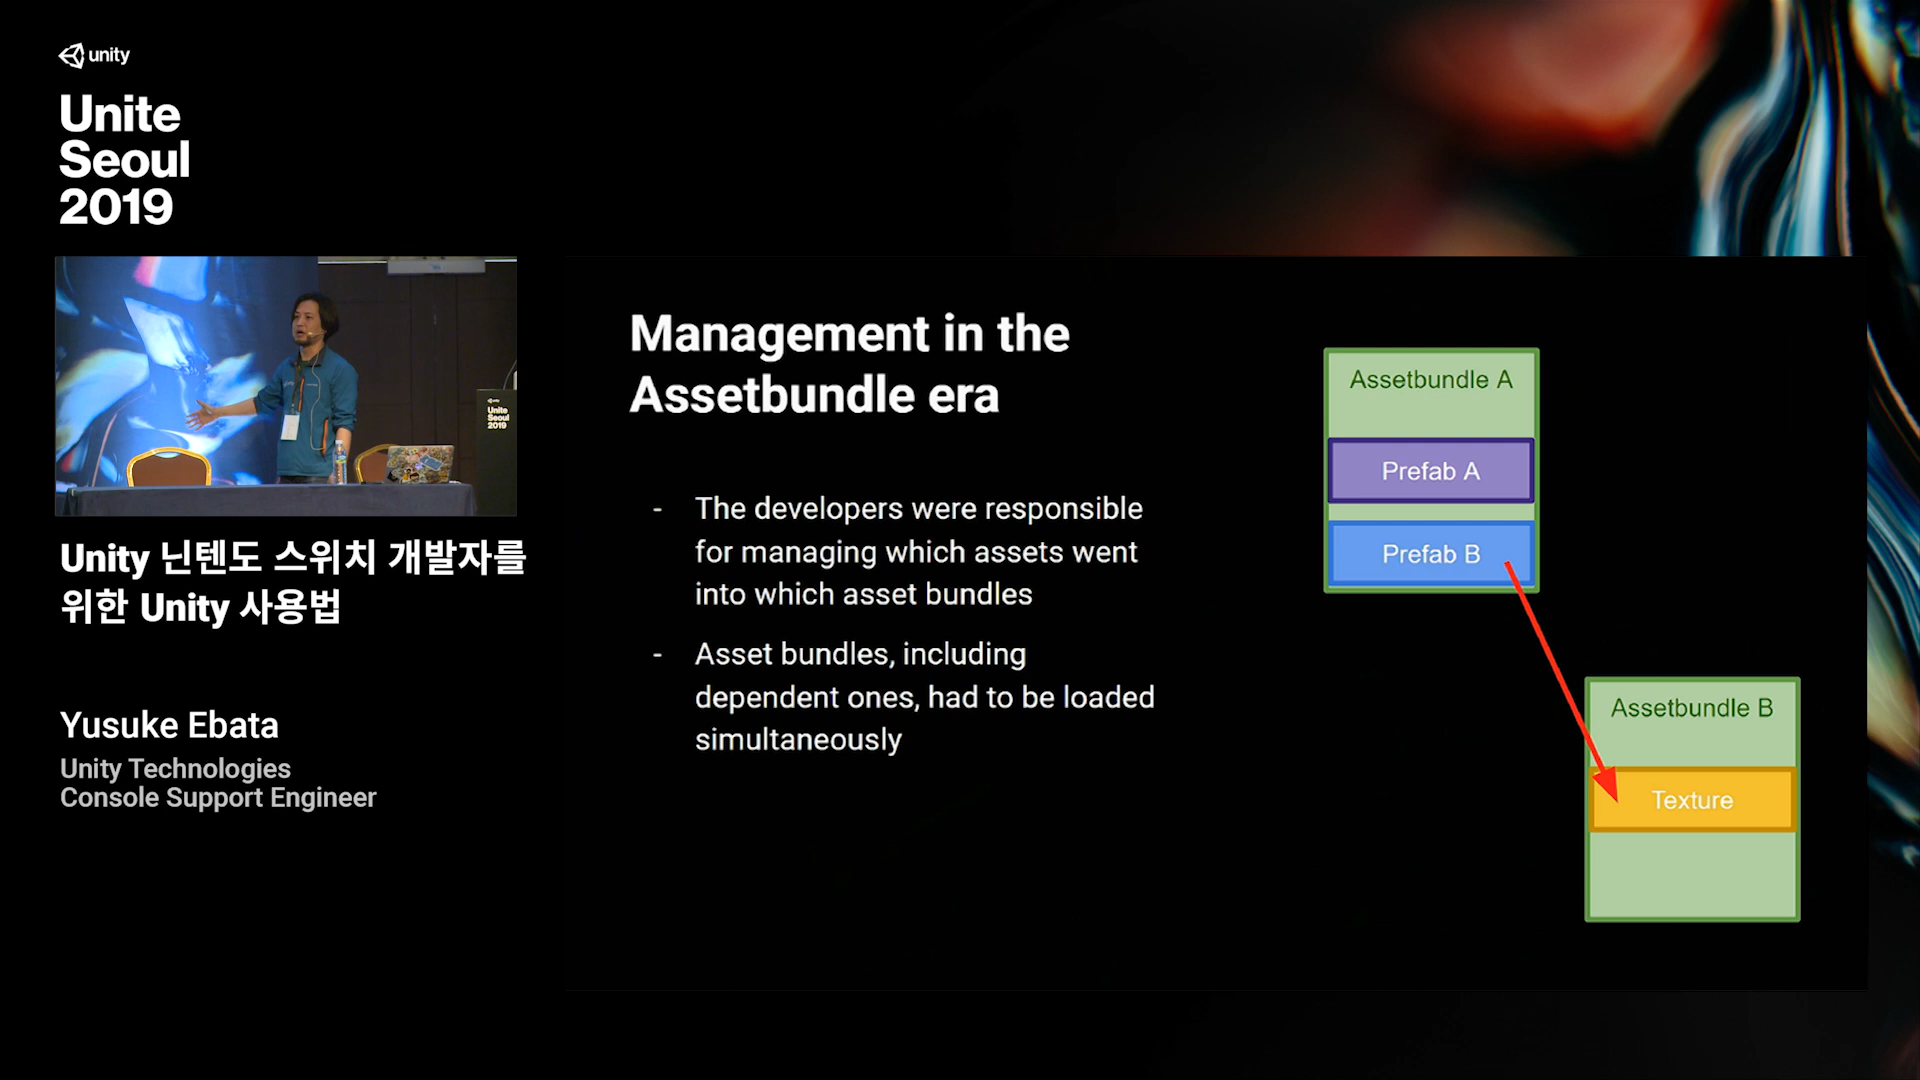 unity
Unite
Seoul
2019
Unite
Seoul
2019
Unity 닌텐도 스위치 개발자를
위한 Unity 사용법
Yusuke Ebata
Unity Technologies
Console Support Engineer
Management in the
Assetbundle era
- The developers were responsible
for managing which assets went
into which asset bundles
- Asset bundles, including
dependent ones, had to be loaded
simultaneously
Assetbundle A
Prefab A
Prefab B
Assetbundle B
Texture